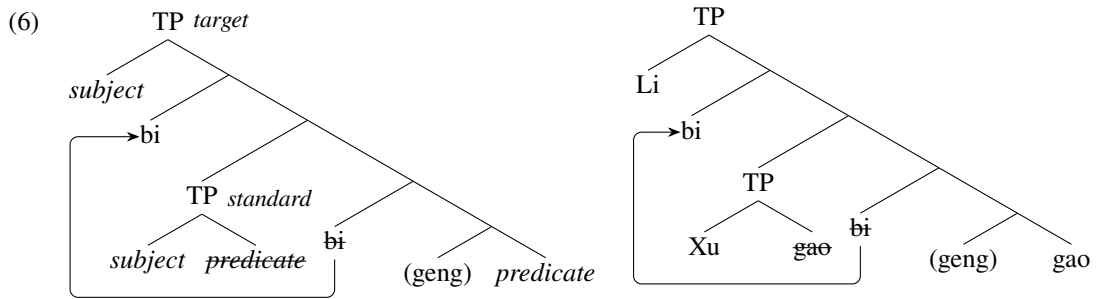 (6)
TP target
subject
bi
TP standard
subject predicate
bi
(geng) predicate
TP
Li
bi
TP
Xu gao
bi
(geng) gao